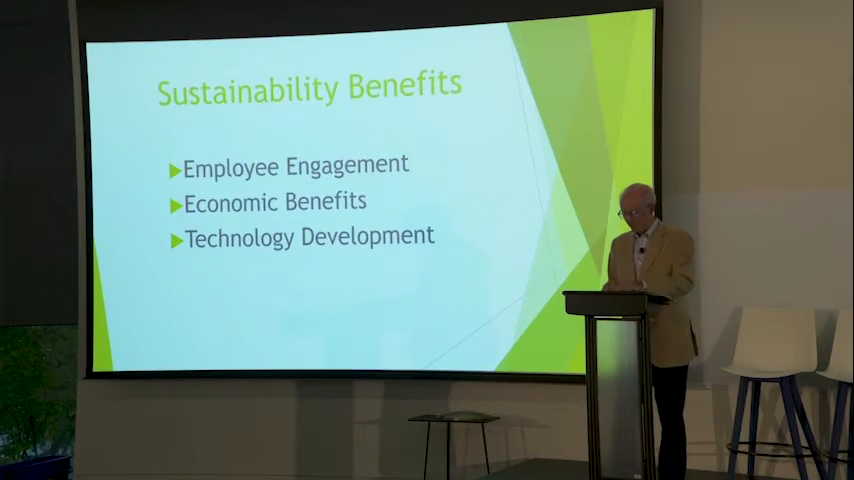 Sustainability Benefits
Employee Engagement
Economic Benefits
Technology Development